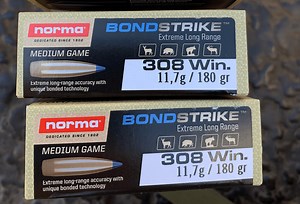 norma
DEDICATED SINCE 1902
BONDSTRIKE™
Extreme Long Range
MEDIUM GAME
308 Win.
11,7g / 180 gr
Extreme long-range accuracy with
unique bonded technology
norma
DEDICATED SINCE 1902
BONDSTRIKE™
Extreme Long Range
MEDIUM GAME
308 Win.
11,7g / 180 gr
Extreme long-range accuracy with
unique bonded technology